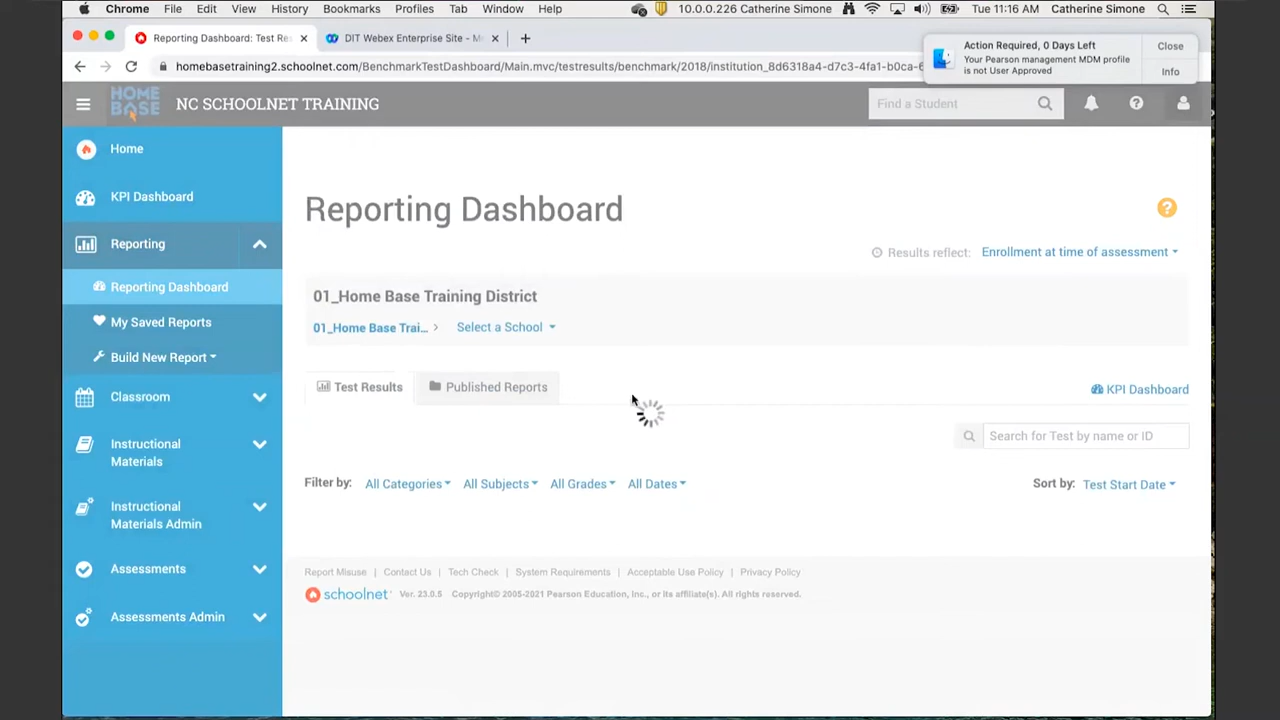 Chrome File Edit View History Bookmarks Profiles Tab Window Help 10.0.0.226 Catherine Simone Tue 11:16 AM Catherine Simone
Reporting Dashboard: Test Res × DIT Webex Enterprise Site - M × +
homebasetraining2.schoolnet.com/BenchmarkTestDashboard/Main.mvc/testresults/benchmark/2018/institution_8d6318a4-d7c3-4fa1-b0ca-6
Action Required, 0 Days Left
Your Pearson management MDM profile
is not User Approved
Close
Info
HOME
BASE
NC SCHOOLNET TRAINING
Find a Student
Home
KPI Dashboard
Reporting
Reporting Dashboard
My Saved Reports
Build New Report
Classroom
Instructional
Materials
Instructional
Materials Admin
Assessments
Assessments Admin
Reporting Dashboard
?
Results reflect: Enrollment at time of assessment
01_Home Base Training District
01_Home Base Trai... > Select a School
Test Results Published Reports
KPI Dashboard
Search for Test by name or ID
Filter by: All Categories All Subjects All Grades All Dates
Sort by: Test Start Date
Report Misuse | Contact Us | Tech Check | System Requirements | Acceptable Use Policy | Privacy Policy
schoolnet Ver. 23.0.5 Copyright© 2005-2021 Pearson Education, Inc., or its affiliate(s). All rights reserved.